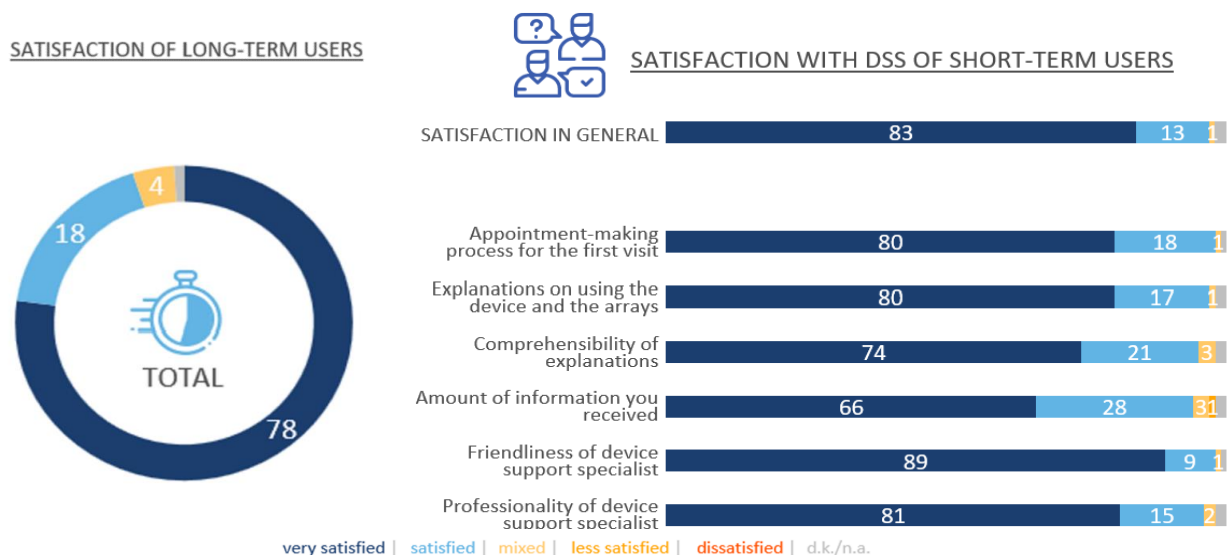 SATISFACTION OF LONG-TERM USERS
?
SATISFACTION WITH DSS OF SHORT-TERM USERS
SATISFACTION IN GENERAL
83 13 1
4
18
TOTAL
78
Appointment-making
process for the first visit
80 18 1
Explanations on using the
device and the arrays
80 17 1
Comprehensibility of
explanations
74 21 3
Amount of information you
received
66 28 3 1
Friendliness of device
support specialist
89 9 1
Professionality of device
support specialist
81 15 2
very satisfied | satisfied | mixed | less satisfied | dissatisfied | d.k./n.a.